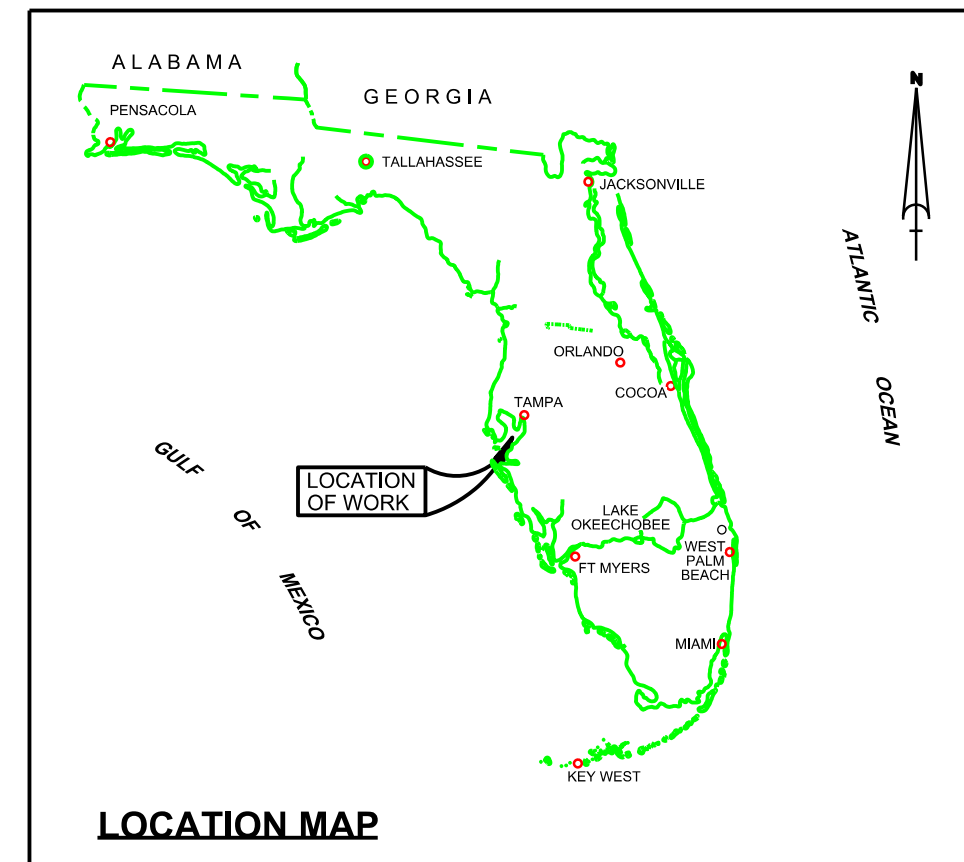 ALABAMA
GEORGIA
N
PENSACOLA
TALLAHASSEE
JACKSONVILLE
ATLANTIC
OCEAN
ORLANDO
COCOA
TAMPA
GULF
OF
MEXICO
LOCATION
OF WORK
LAKE
OKEECHOBEE
WEST
PALM
BEACH
FT MYERS
MIAMI
KEY WEST
LOCATION MAP